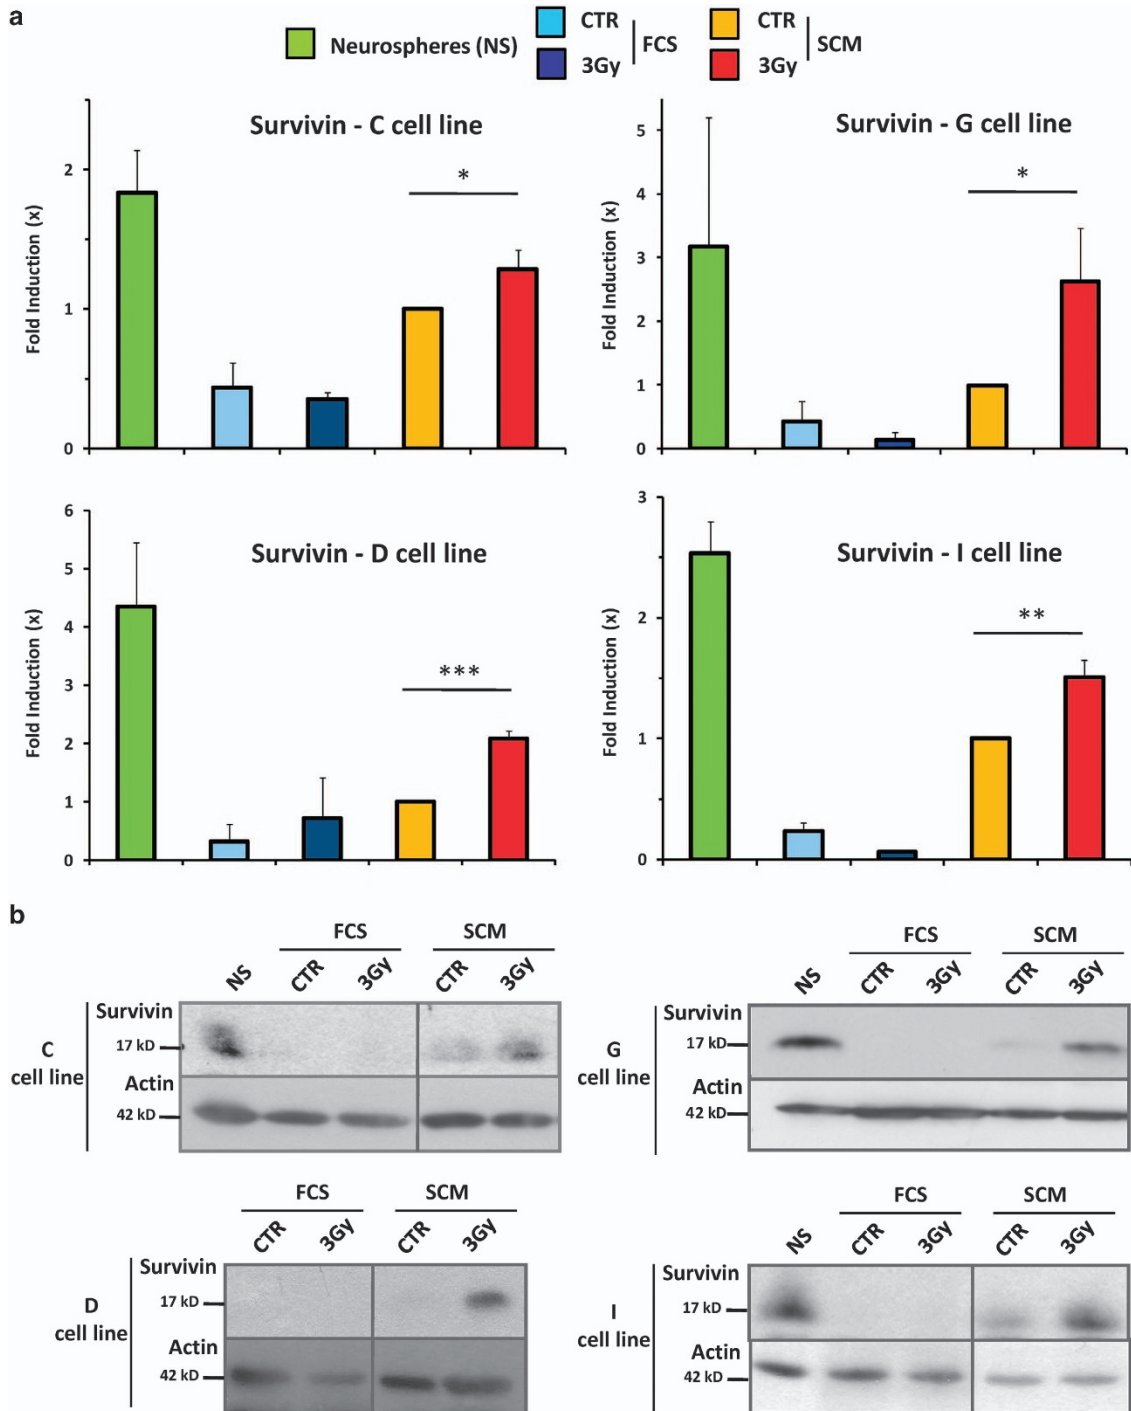 a
Neurospheres (NS)
CTR
3Gy
FCS
CTR
3Gy
SCM
Survivin - C cell line
Fold Induction (x)
2
1
0
*
Survivin - G cell line
Fold Induction (x)
5
4
3
2
1
0
*
Survivin - D cell line
Fold Induction (x)
6
5
4
3
2
1
0
***
Survivin - I cell line
Fold Induction (x)
3
2
1
0
**
b
FCS SCM
NS CTR 3Gy CTR 3Gy
C
cell line
Survivin
17 kD
Actin
42 kD
FCS SCM
NS CTR 3Gy CTR 3Gy
G
cell line
Survivin
17 kD
Actin
42 kD
FCS SCM
CTR 3Gy CTR 3Gy
D
cell line
Survivin
17 kD
Actin
42 kD
FCS SCM
NS CTR 3Gy CTR 3Gy
I
cell line
Survivin
17 kD
Actin
42 kD